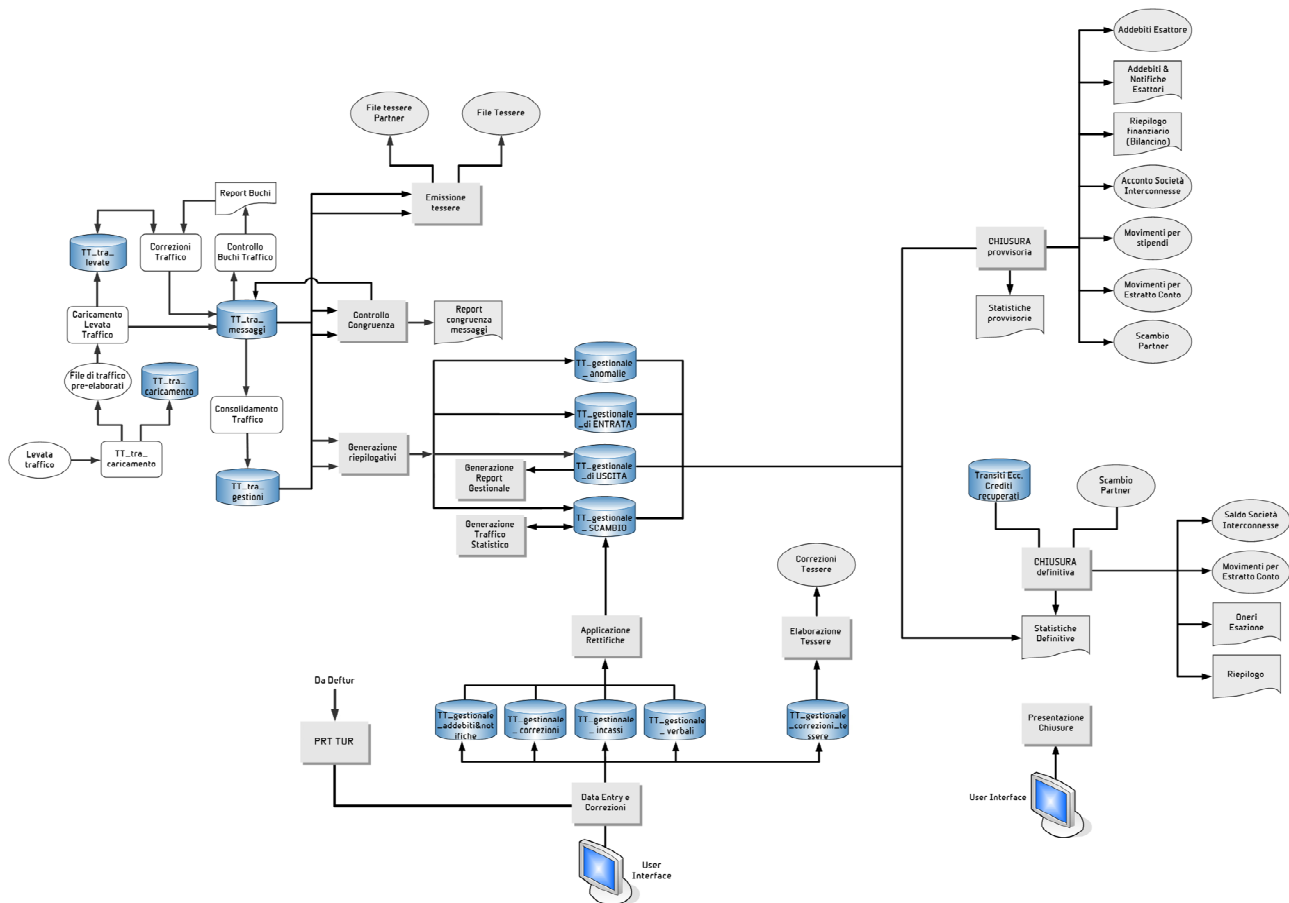 Addebiti Esattore
Addebiti &
Notifiche
Esattori
Riepilogo
finanziario
(Bilancino)
Acconto Società
Interconnesse
Movimenti per
stipendi
Movimenti per
Estratto Conto
Scambio
Partner
CHIUSURA
provvisoria
Statistiche
provvisorie
File tessere
Partner
File Tessere
Emissione
tessere
Report Buchi
TT_tra_
levate
Correzioni
Traffico
Controllo
Buchi Traffico
Caricamento
Levata
Traffico
TT_tra_
messaggi
Controllo
Congruenza
Report
congruenza
messaggi
File di traffico
pre-elaborati
TT_tra_
caricamento
Consolidamento
Traffico
Levata
traffico
TT_tra_
caricamento
TT_tra_
gestioni
Generazione
riepilogativi
TT_gestionale
_anomalie
TT_gestionale
_di ENTRATA
TT_gestionale
_di USCITA
Generazione
Report
Gestionale
TT_gestionale
_SCAMBIO
Generazione
Traffico
Statistico
Transiti Ecc.
Crediti
recuperati
Scambio
Partner
CHIUSURA
definitiva
Saldo Società
Interconnesse
Movimenti per
Estratto Conto
Oneri
Esazione
Riepilogo
Statistiche
Definitive
Correzioni
Tessere
Applicazione
Rettifiche
Elaborazione
Tessere
Da Deftur
PRT TUR
TT_gestionale
_addebiti&not
ifiche
TT_gestionale
_correzioni
TT_gestionale
_incassi
TT_gestionale
_verbali
TT_gestionale
_correzioni_te
ssere
Presentazione
Chiusure
Data Entry e
Correzioni
User Interface
User
Interface